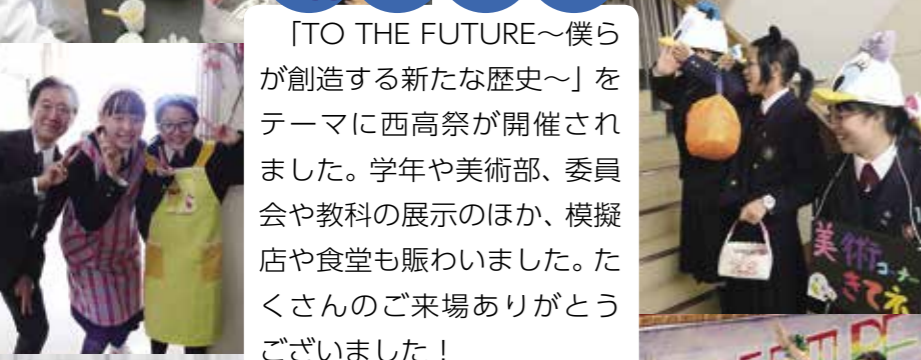 「TO THE FUTURE～僕ら
が創造する新たな歴史～」を
テーマに西高祭が開催され
ました。学年や美術部、委員
会や教科の展示のほか、模擬
店や食堂も賑わいました。た
くさんのご来場ありがとう
ございました！
美術
きてネ